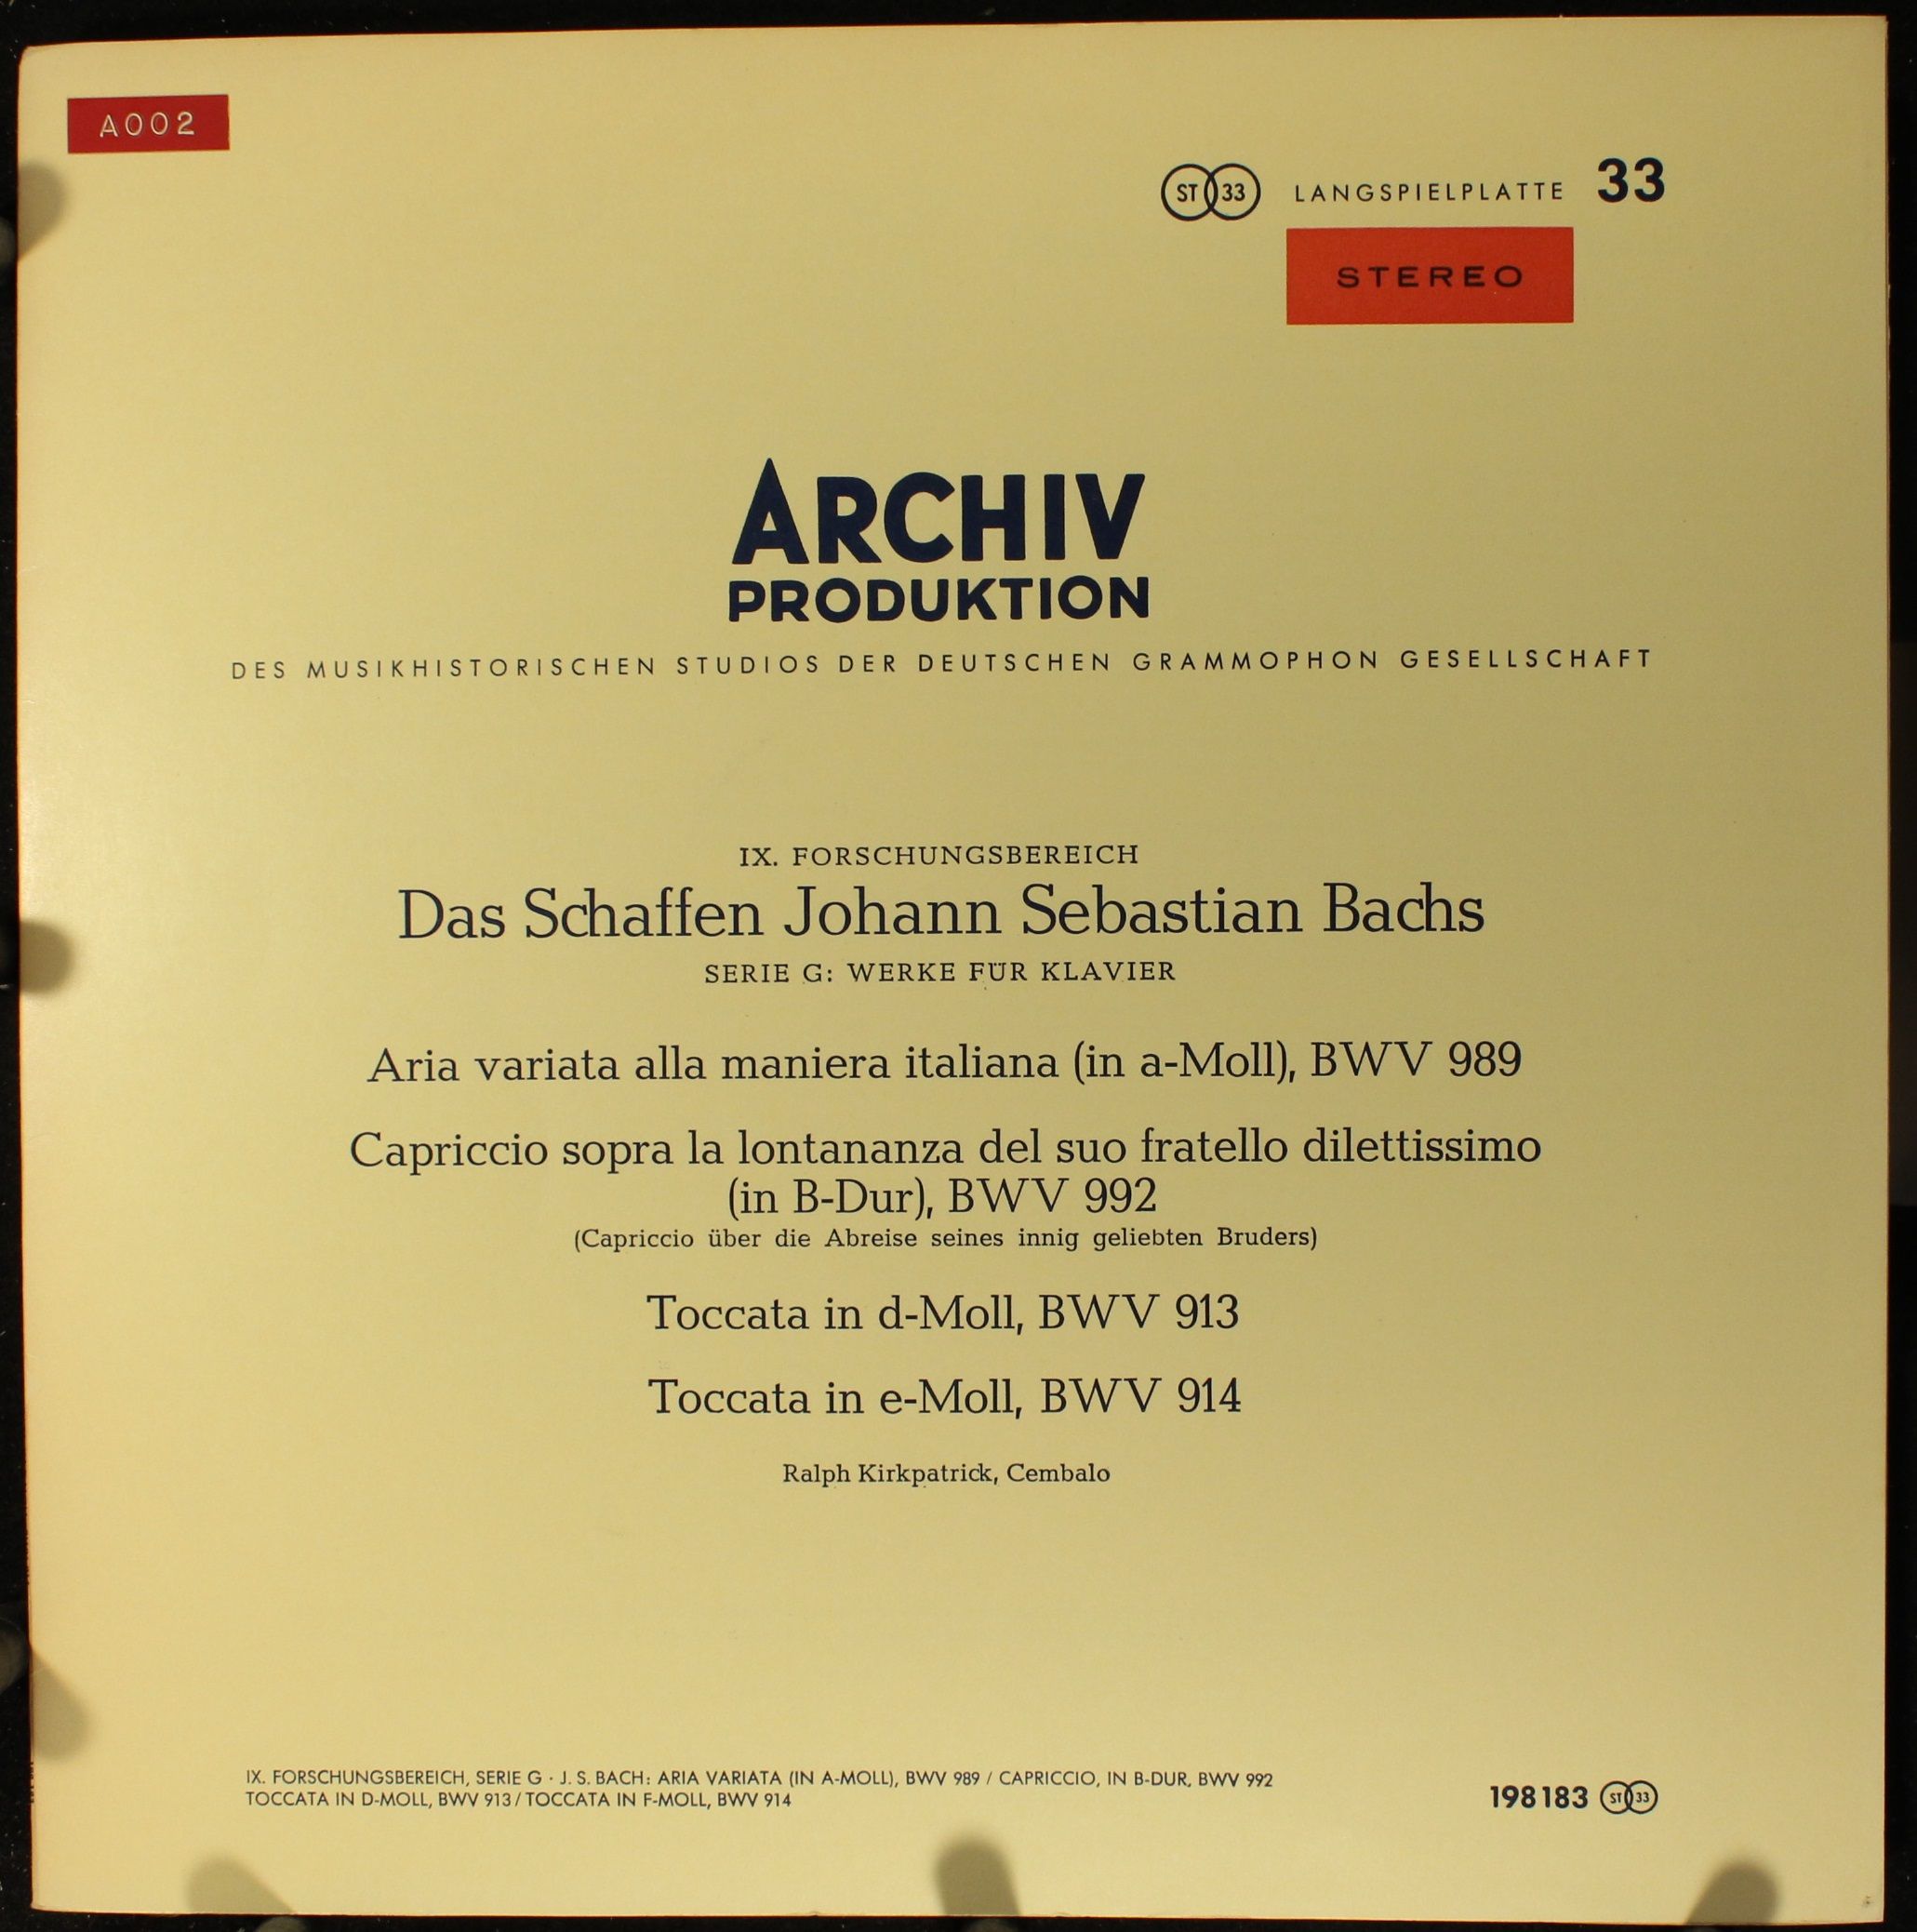 A002
ST 33 LANGSPIELPLATTE 33
STEREO
ARCHIV
PRODUKTION
DES MUSIKHISTORISCHEN STUDIOS DER DEUTSCHEN GRAMMOPHON GESELLSCHAFT
IX. FORSCHUNGSBEREICH
Das Schaffen Johann Sebastian Bachs
SERIE G: WERKE FÜR KLAVIER
Aria variata alla maniera italiana (in a-Moll), BWV 989
Capriccio sopra la lontananza del suo fratello dilettissimo
(in B-Dur), BWV 992
(Capriccio über die Abreise seines innig geliebten Bruders)
Toccata in d-Moll, BWV 913
Toccata in e-Moll, BWV 914
Ralph Kirkpatrick, Cembalo
IX. FORSCHUNGSBEREICH, SERIE G · J. S. BACH: ARIA VARIATA (IN A-MOLL), BWV 989 / CAPRICCIO, IN B-DUR, BWV 992
TOCCATA IN D-MOLL, BWV 913 / TOCCATA IN F-MOLL, BWV 914
198 183 ST 33